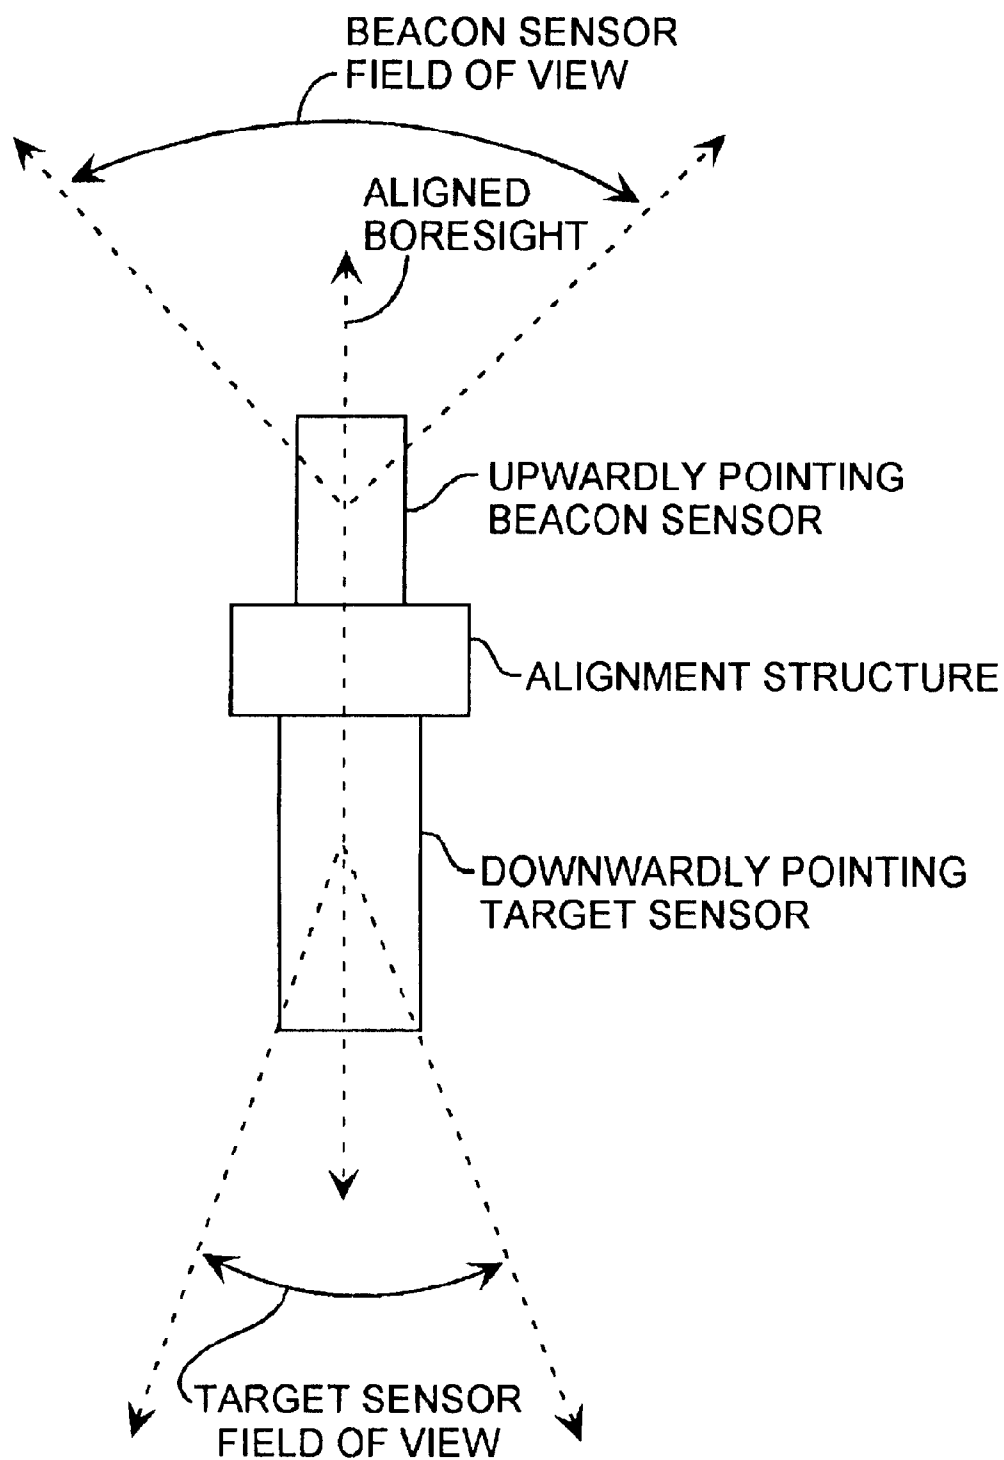 BEACON SENSOR
FIELD OF VIEW
ALIGNED
BORESIGHT
UPWARDLY POINTING
BEACON SENSOR
ALIGNMENT STRUCTURE
DOWNWARDLY POINTING
TARGET SENSOR
TARGET SENSOR
FIELD OF VIEW